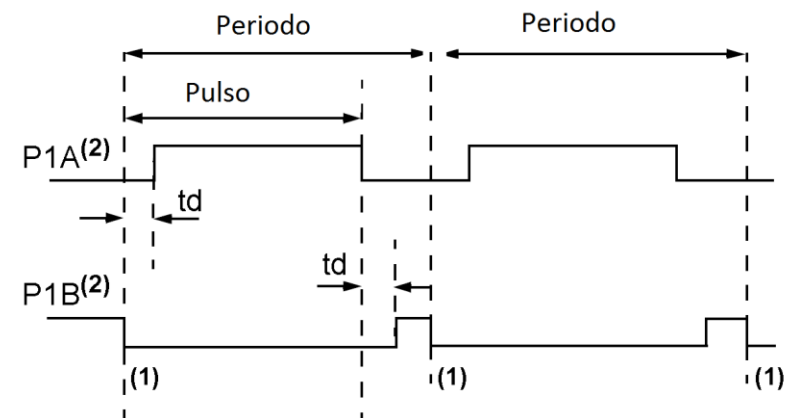 Periodo
Periodo
Pulso
P1A(2)
td
td
P1B(2)
(1)
(1)
(1)